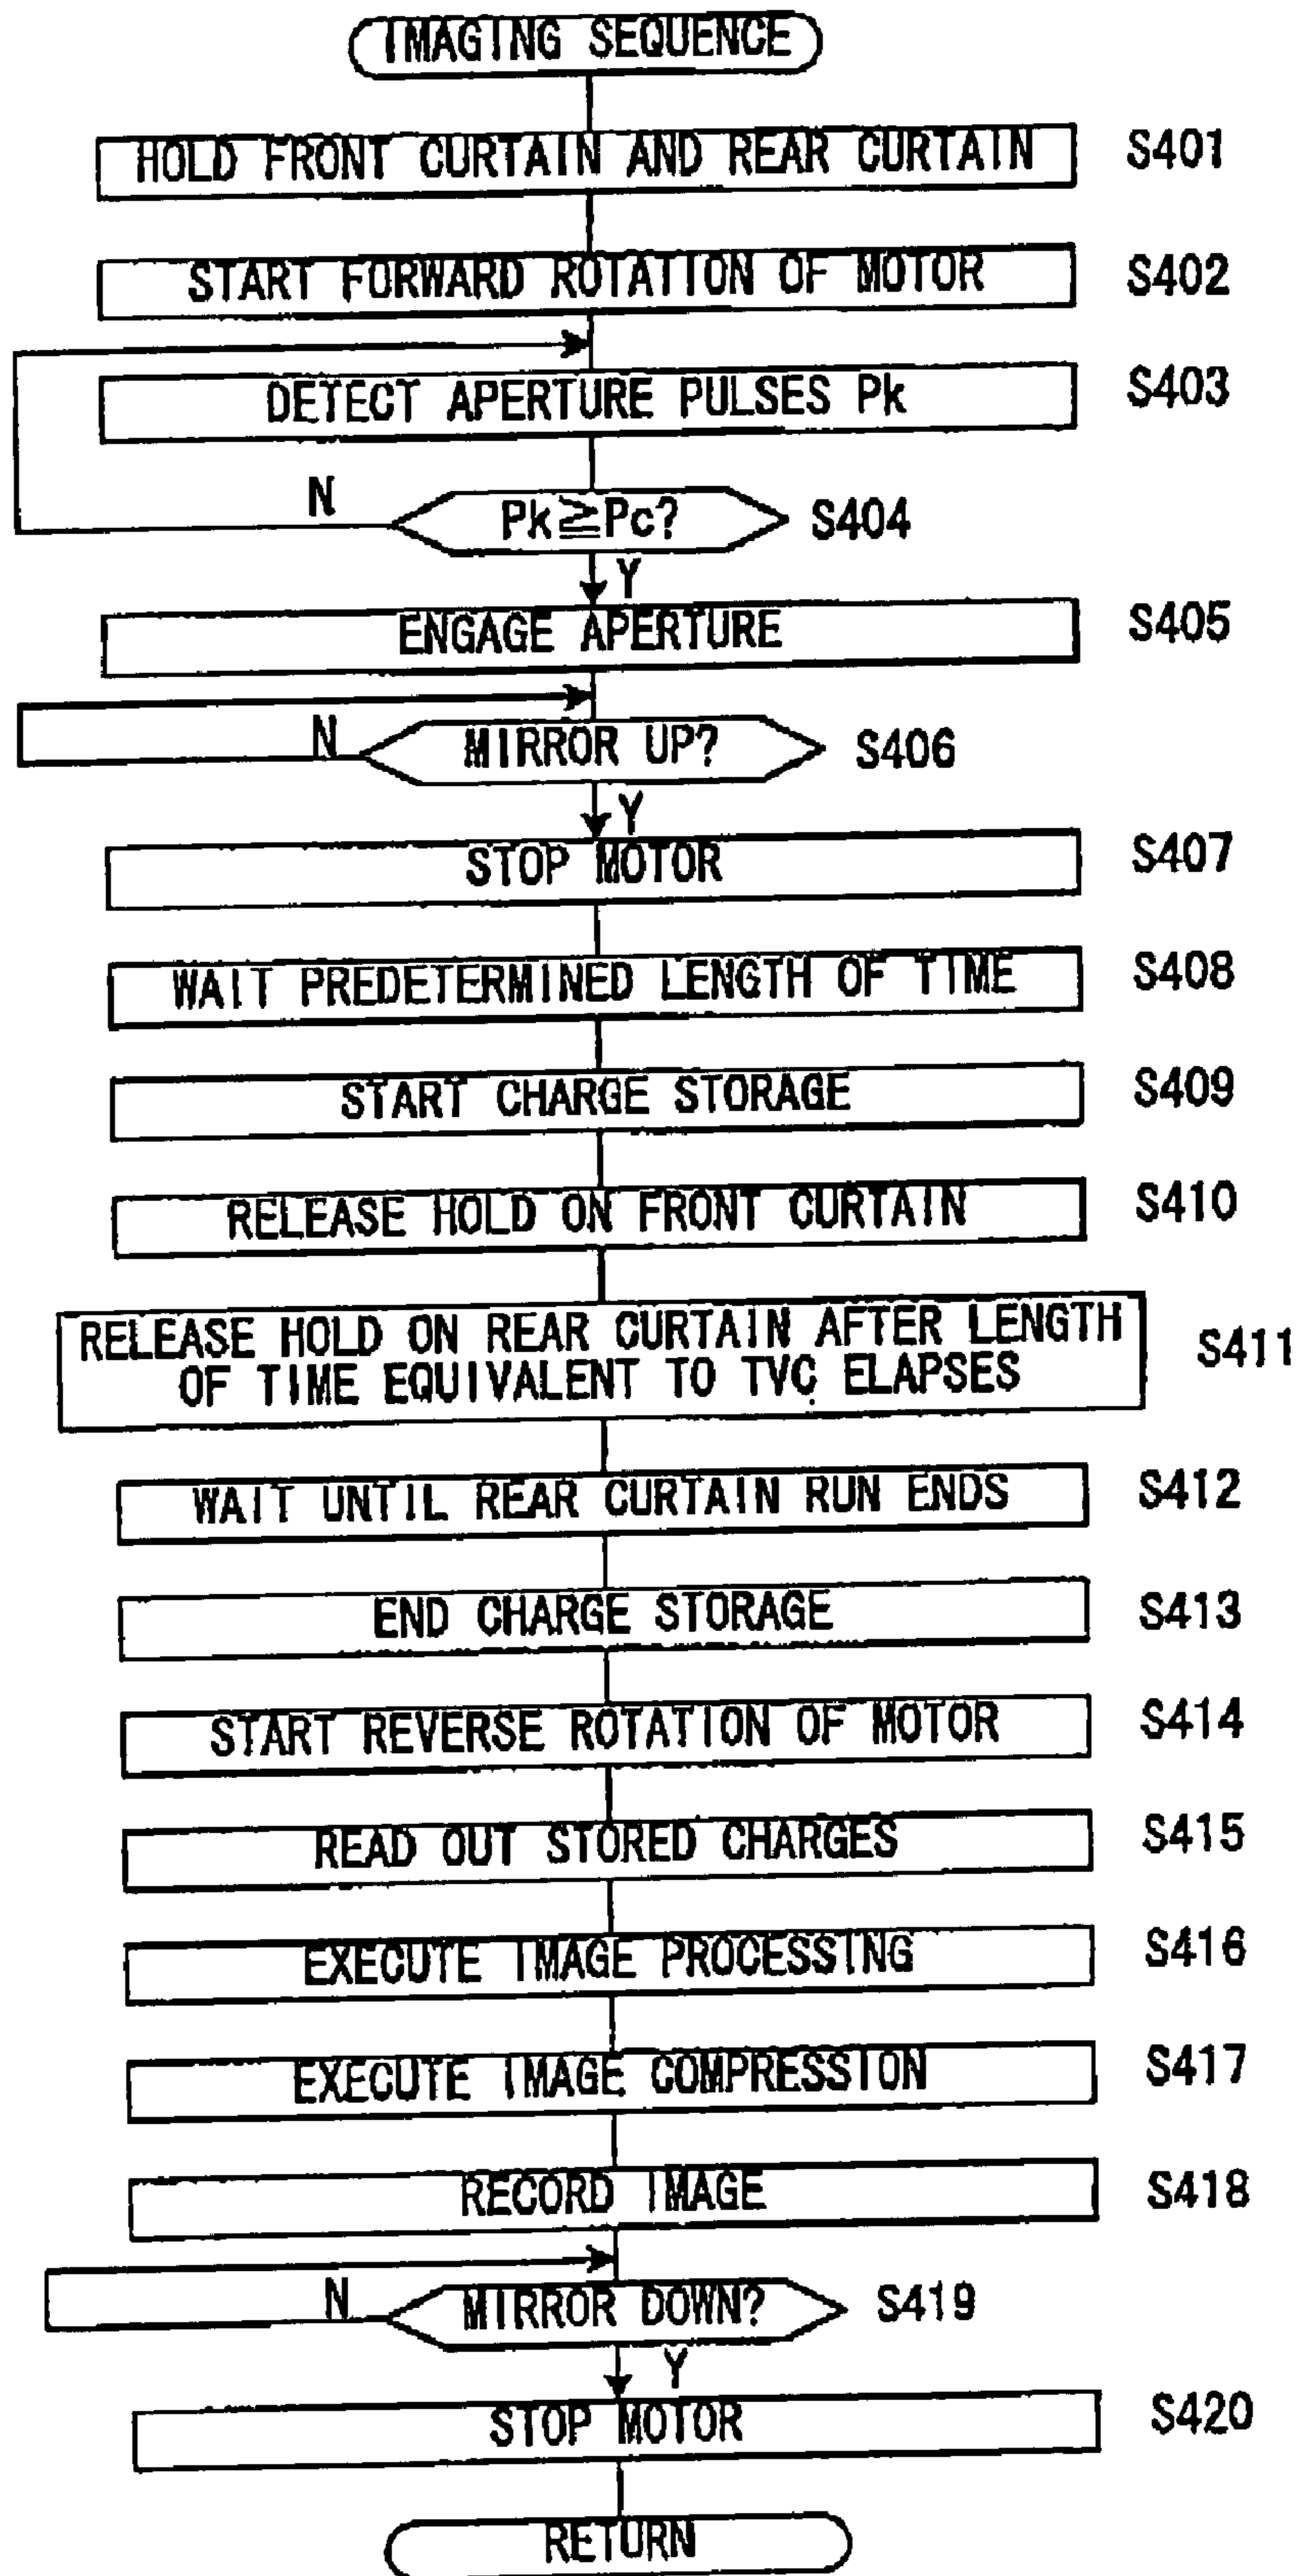 IMAGING SEQUENCE
HOLD FRONT CURTAIN AND REAR CURTAIN S401
START FORWARD ROTATION OF MOTOR S402
DETECT APERTURE PULSES Pk S403
N Pk≧Pc? S404
Y
ENGAGE APERTURE S405
N MIRROR UP? S406
Y
STOP MOTOR S407
WAIT PREDETERMINED LENGTH OF TIME S408
START CHARGE STORAGE S409
RELEASE HOLD ON FRONT CURTAIN S410
RELEASE HOLD ON REAR CURTAIN AFTER LENGTH
OF TIME EQUIVALENT TO TVC ELAPSES S411
WAIT UNTIL REAR CURTAIN RUN ENDS S412
END CHARGE STORAGE S413
START REVERSE ROTATION OF MOTOR S414
READ OUT STORED CHARGES S415
EXECUTE IMAGE PROCESSING S416
EXECUTE IMAGE COMPRESSION S417
RECORD IMAGE S418
N MIRROR DOWN? S419
Y
STOP MOTOR S420
RETURN